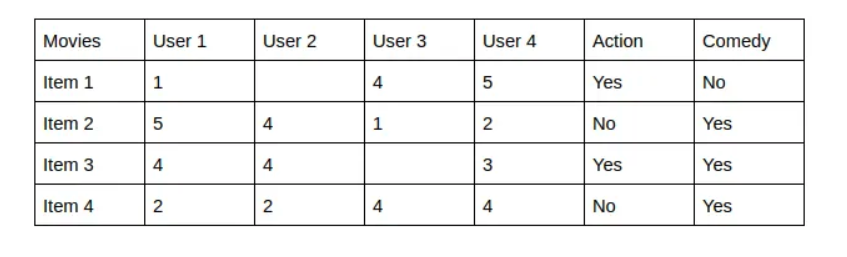 Movies User 1 User 2 User 3 User 4 Action Comedy
Item 1 1 4 5 Yes No
Item 2 5 4 1 2 No Yes
Item 3 4 4 3 Yes Yes
Item 4 2 2 4 4 No Yes